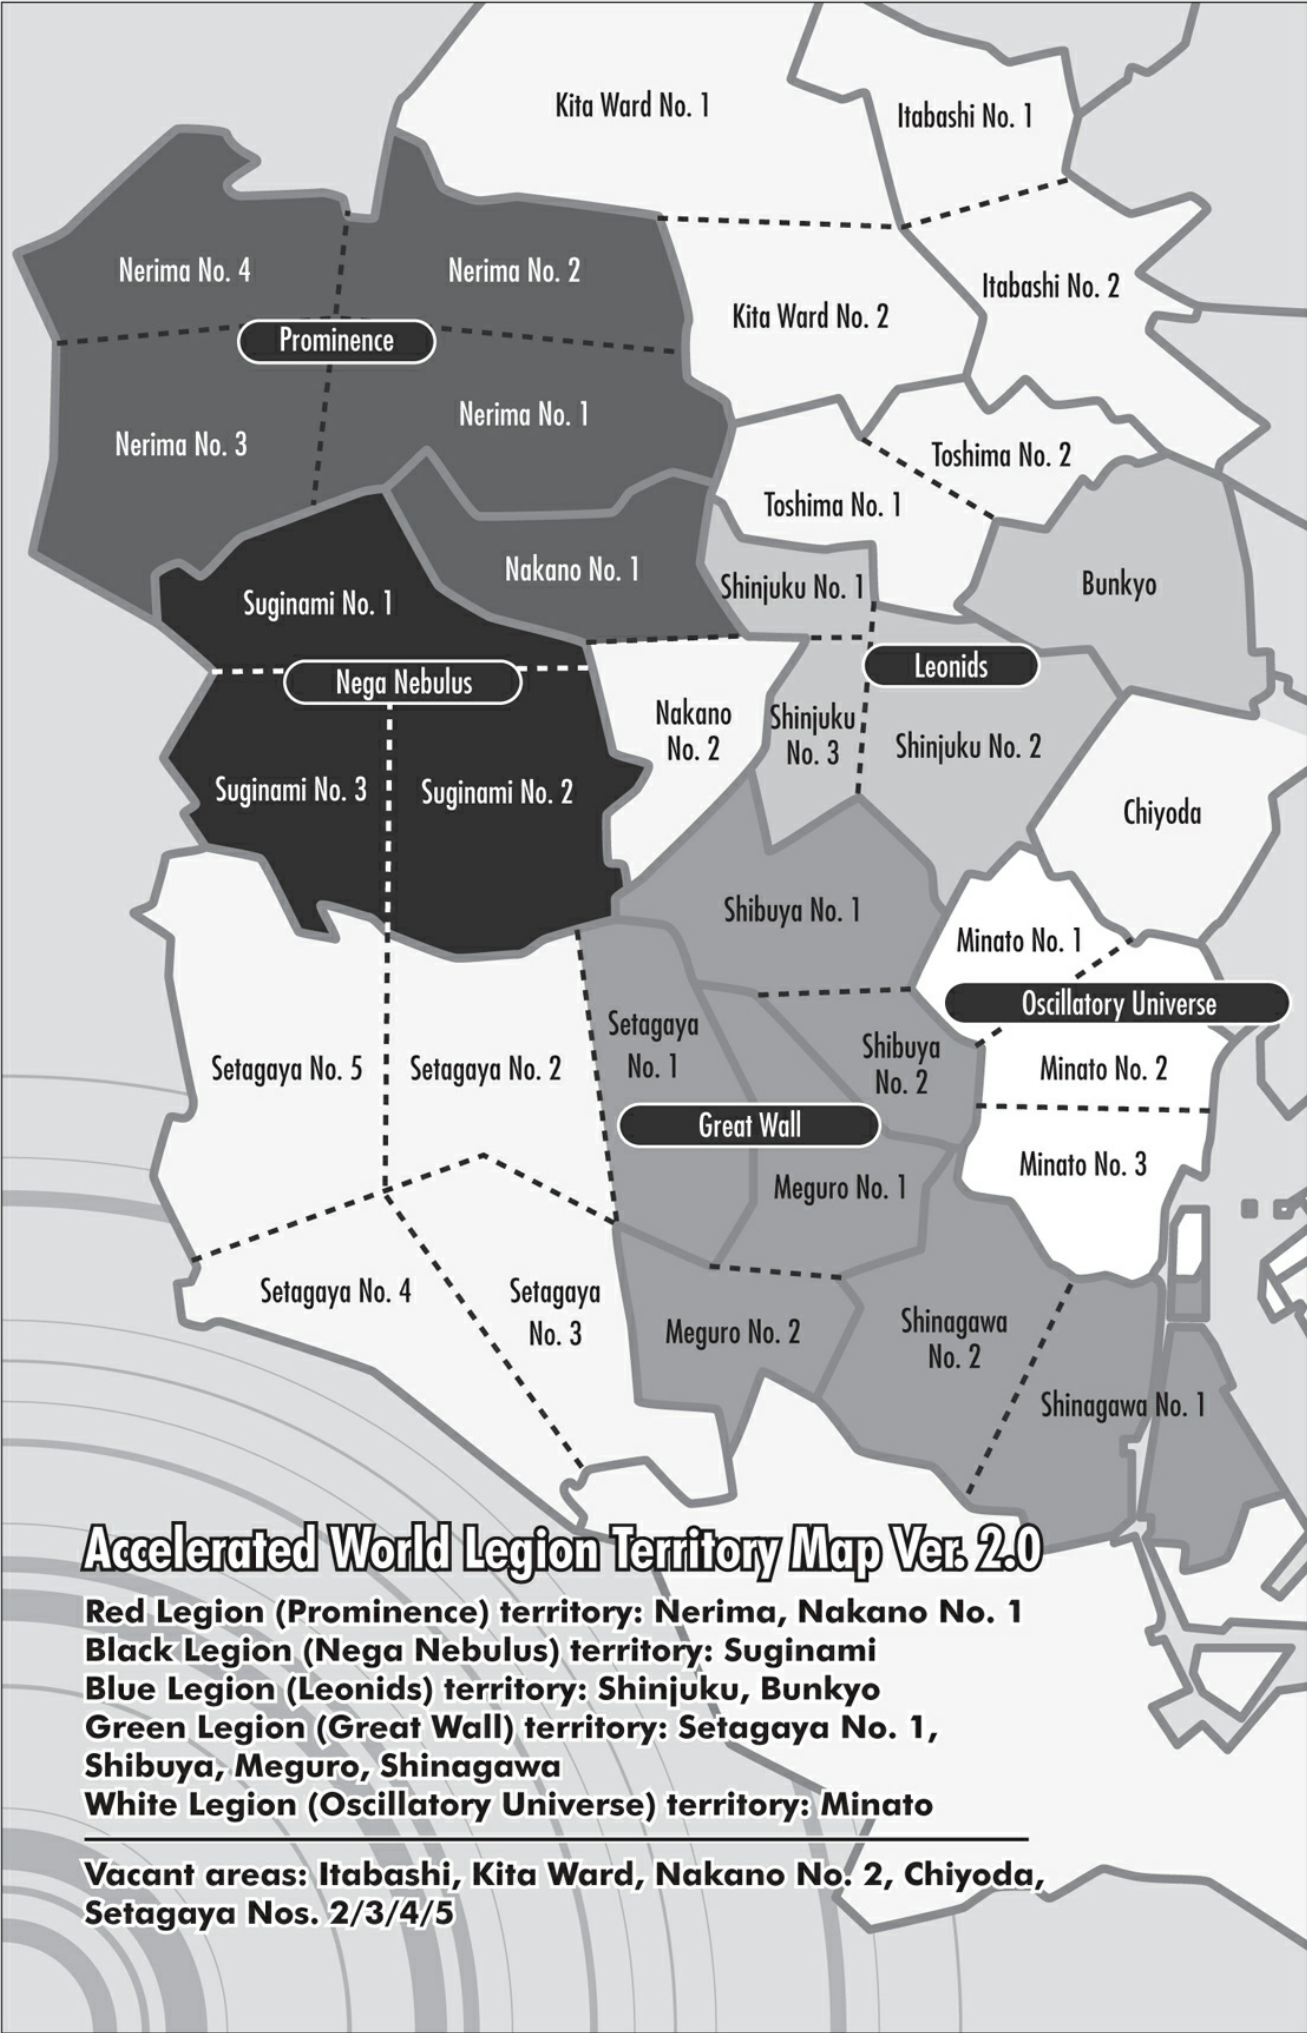 Kita Ward No. 1
Itabashi No. 1
Nerima No. 4
Nerima No. 2
Itabashi No. 2
Kita Ward No. 2
Prominence
Nerima No. 1
Nerima No. 3
Toshima No. 2
Toshima No. 1
Nakano No. 1
Shinjuku No. 1
Bunkyo
Suginami No. 1
Leonids
Nega Nebulus
Nakano
No. 2
Shinjuku
No. 3
Shinjuku No. 2
Suginami No. 3
Suginami No. 2
Chiyoda
Shibuya No. 1
Minato No. 1
Oscillatory Universe
Setagaya
No. 1
Shibuya
No. 2
Setagaya No. 5
Setagaya No. 2
Minato No. 2
Great Wall
Minato No. 3
Meguro No. 1
Setagaya No. 4
Setagaya
No. 3
Meguro No. 2
Shinagawa
No. 2
Shinagawa No. 1
Accelerated World Legion Territory Map Ver. 2.0
Red Legion (Prominence) territory: Nerima, Nakano No. 1
Black Legion (Nega Nebulus) territory: Suginami
Blue Legion (Leonids) territory: Shinjuku, Bunkyo
Green Legion (Great Wall) territory: Setagaya No. 1,
Shibuya, Meguro, Shinagawa
White Legion (Oscillatory Universe) territory: Minato
Vacant areas: Itabashi, Kita Ward, Nakano No. 2, Chiyoda,
Setagaya Nos. 2/3/4/5